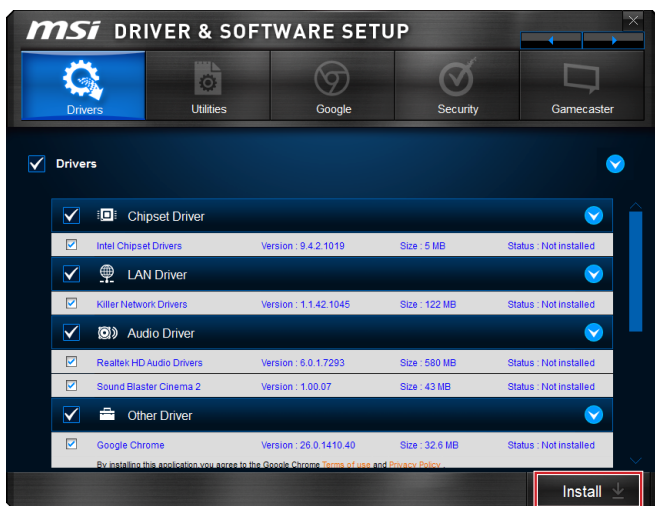 msi DRIVER & SOFTWARE SETUP
Drivers Utilities Google Security Gamecaster
Drivers
Chipset Driver
Intel Chipset Drivers Version : 9.4.2.1019 Size : 5 MB Status : Not installed
LAN Driver
Killer Network Drivers Version : 1.1.42.1045 Size : 122 MB Status : Not installed
Audio Driver
Realtek HD Audio Drivers Version : 6.0.1.7293 Size : 580 MB Status : Not installed
Sound Blaster Cinema 2 Version : 1.00.07 Size : 43 MB Status : Not installed
Other Driver
Google Chrome Version : 26.0.1410.40 Size : 32.6 MB Status : Not installed
By installing this application,you agree to the Google Chrome Terms of use and Privacy Policy .
Install